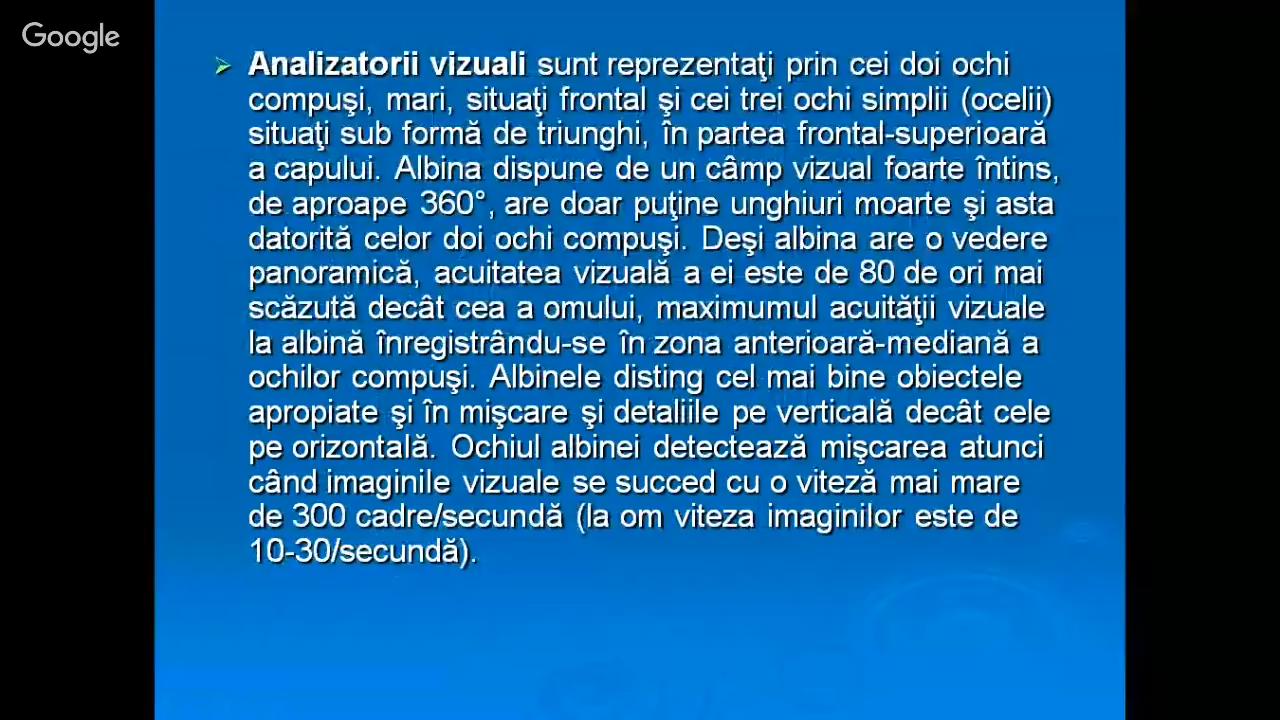 Google
Analizatorii vizuali sunt reprezentaţi prin cei doi ochi
compuşi, mari, situaţi frontal şi cei trei ochi simplii (ocelii)
situaţi sub formă de triunghi, în partea frontal-superioară
a capului. Albina dispune de un câmp vizual foarte întins,
de aproape 360°, are doar puţine unghiuri moarte şi asta
datorită celor doi ochi compuşi. Deşi albina are o vedere
panoramică, acuitatea vizuală a ei este de 80 de ori mai
scăzută decât cea a omului, maximumul acuităţii vizuale
la albină înregistrându-se în zona anterioară-mediană a
ochilor compuşi. Albinele disting cel mai bine obiectele
apropiate şi în mişcare şi detaliile pe verticală decât cele
pe orizontală. Ochiul albinei detectează mişcarea atunci
când imaginile vizuale se succed cu o viteză mai mare
de 300 cadre/secundă (la om viteza imaginilor este de
10-30/secundă).